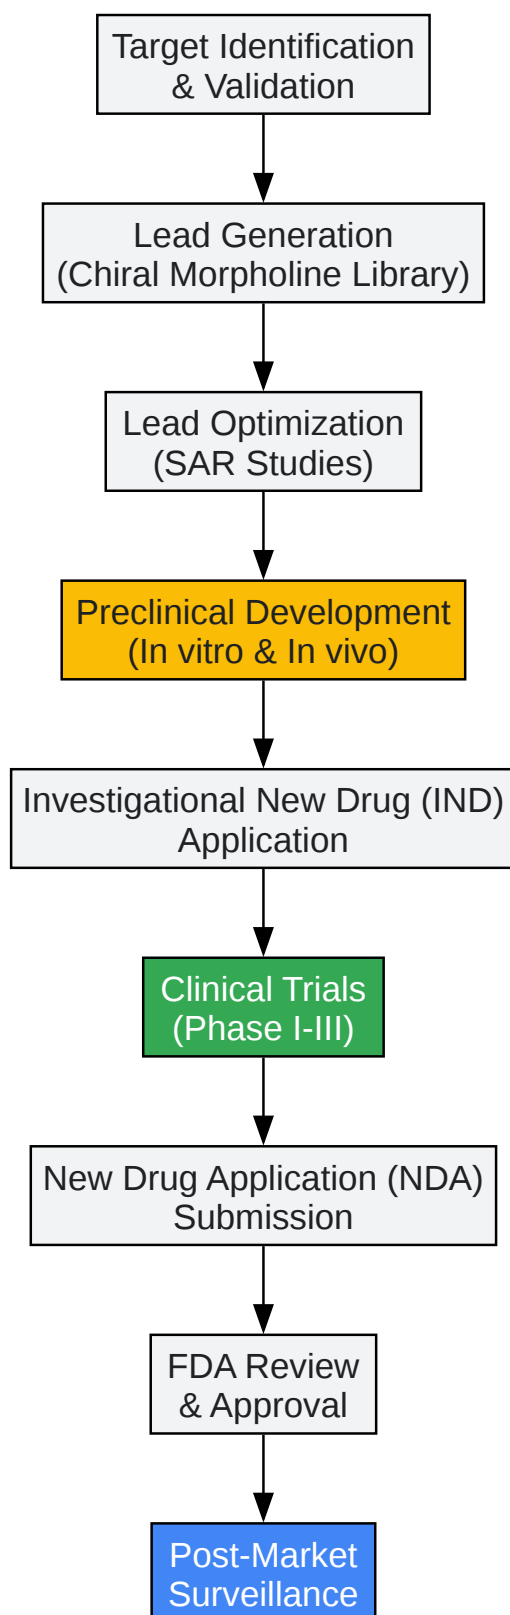 Target Identification
& Validation
Lead Generation
(Chiral Morpholine Library)
Lead Optimization
(SAR Studies)
Preclinical Development
(In vitro & In vivo)
Investigational New Drug (IND)
Application
Clinical Trials
(Phase I-III)
New Drug Application (NDA)
Submission
FDA Review
& Approval
Post-Market
Surveillance